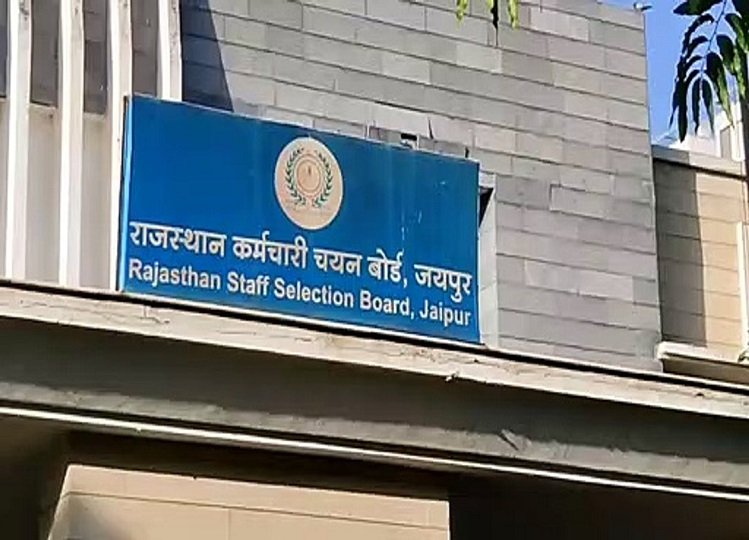 राजस्थान कर्मचारी चयन बोर्ड, जयपुर
Rajasthan Staff Selection Board, Jaipur